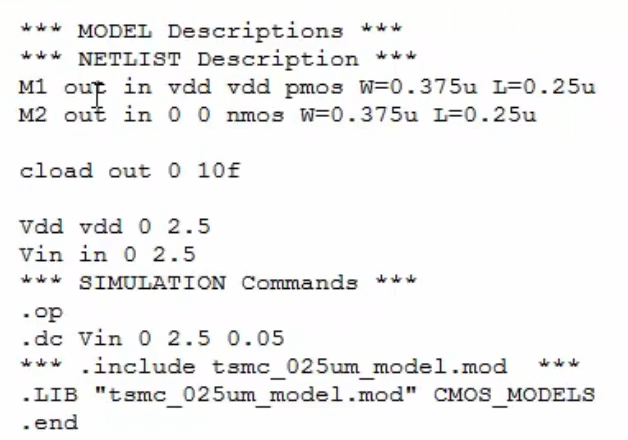 *** MODEL Descriptions ***
*** NETLIST Description ***
M1 out in vdd vdd pmos W=0.375u L=0.25u
M2 out in 0 0 nmos W=0.375u L=0.25u
cload out 0 10f
Vdd vdd 0 2.5
Vin in 0 2.5
*** SIMULATION Commands ***
.op
.dc Vin 0 2.5 0.05
*** .include tsmc_025um_model.mod  ***
.LIB "tsmc_025um_model.mod" CMOS_MODELS
.end